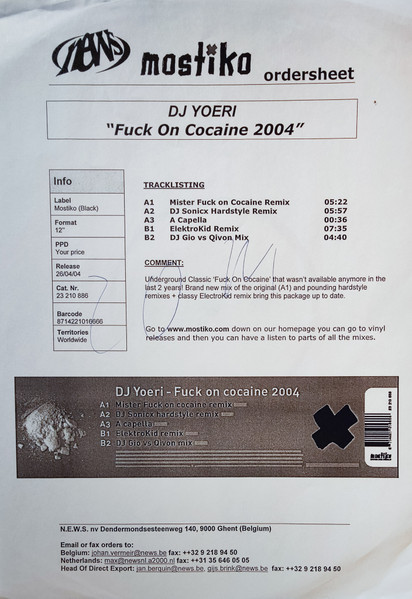 news
mostiko ordersheet
DJ YOERI
"Fuck On Cocaine 2004"
Info
Label
Mostiko (Black)
Format
12"
PPD
Your price
Release
26/04/04
Cat. Nr.
23 210 886
Barcode
8714221016666
Territories
Worldwide
TRACKLISTING
A1 Mister Fuck on Cocaine Remix 05:22
A2 DJ Sonicx Hardstyle Remix 05:57
A3 A Capella 00:36
B1 ElektroKid Remix 07:35
B2 DJ Gio vs Qivon Mix 04:40
COMMENT:
Underground Classic 'Fuck On Cocaine' that wasn't available anymore in the
last 2 years! Brand new mix of the original (A1) and pounding hardstyle
remixes + classy ElectroKid remix bring this package up to date.
Go to www.mostiko.com down on our homepage you can go to vinyl
releases and then you can have a listen to parts of all the mixes.
DJ Yoeri - Fuck on cocaine 2004
A1 Mister Fuck on cocaine remix
A2 DJ Sonicx hardstyle remix
A3 A capella
B1 ElektroKid remix
B2 DJ Gio vs Qivon mix
23 210 886
mostiko
N.E.W.S. nv Dendermondsesteenweg 140, 9000 Ghent (Belgium)
Email or fax orders to:
Belgium: johan.vermeir@news.be fax: ++32 9 218 94 50
Netherlands: max@newsnl.a2000.nl fax: ++31 35 646 05 05
Head Of Direct Export: jan.berquin@news.be, gijs.brink@news.be fax: ++32 9 218 94 50